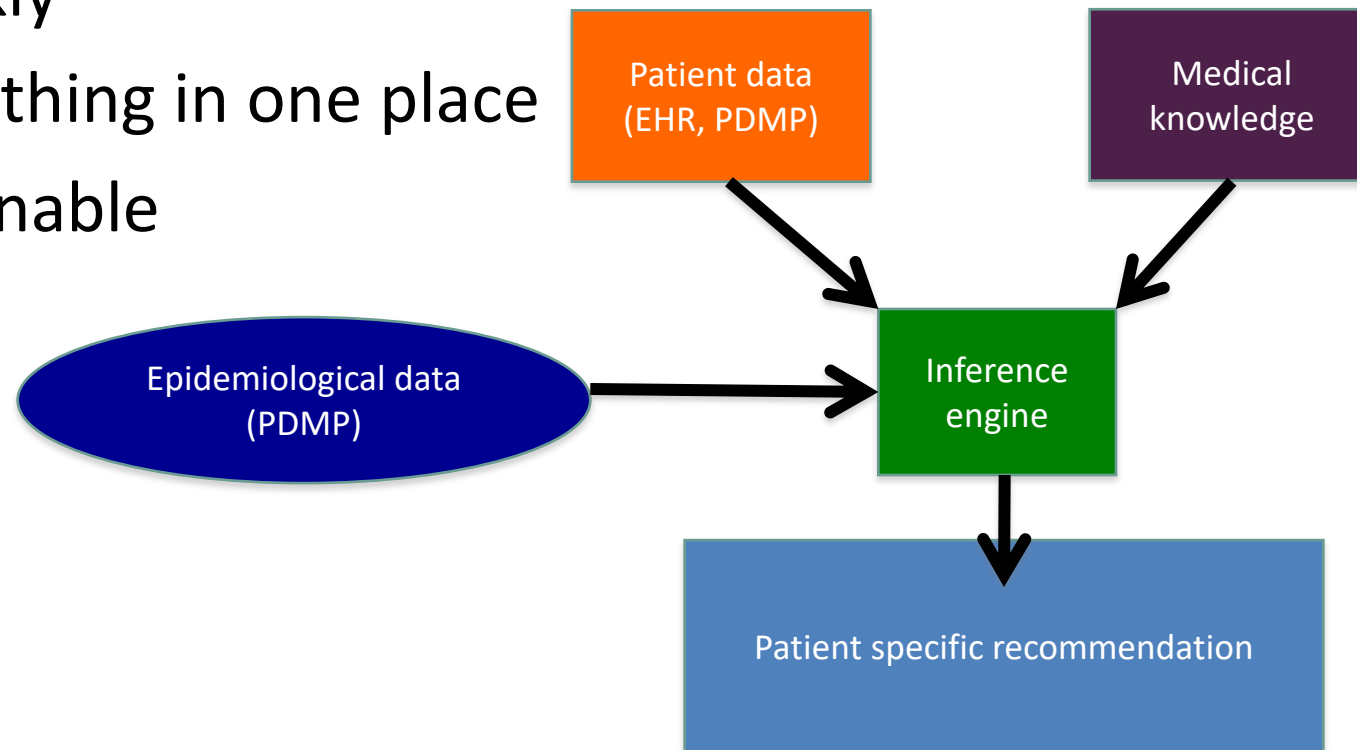 thing in one place
nable
Patient data
(EHR, PDMP)
Medical
knowledge
Epidemiological data
(PDMP)
Inference
engine
Patient specific recommendation